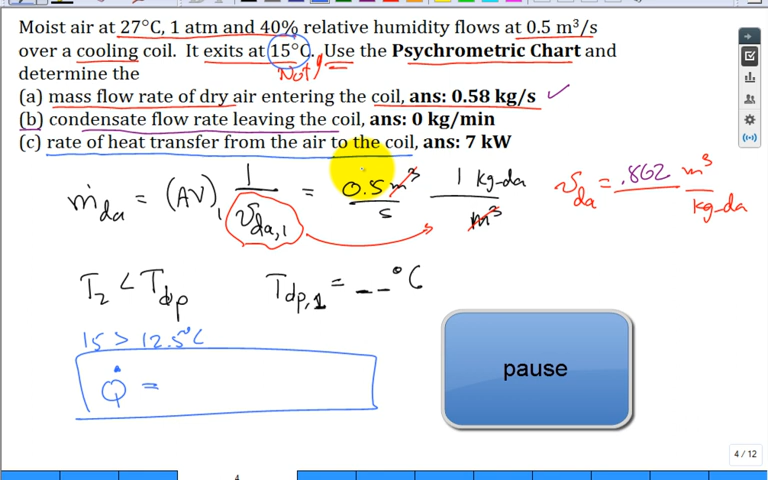 Moist air at 27°C, 1 atm and 40% relative humidity flows at 0.5 m³/s
over a cooling coil. It exits at 15°C. Use the Psychrometric Chart and
determine the
Not
(a) mass flow rate of dry air entering the coil, ans: 0.58 kg/s ✓
(b) condensate flow rate leaving the coil, ans: 0 kg/min
(c) rate of heat transfer from the air to the coil, ans: 7 kW
ṁda = (AV)1 1/vda,1 = 0.5 m³/s 1 kg-da/m³ vda = .862 m³/kg-da
T2 < Tdp Tdp,1 = _ _°C
15 > 12.5°C
Q̇ =
pause
4 / 12
4